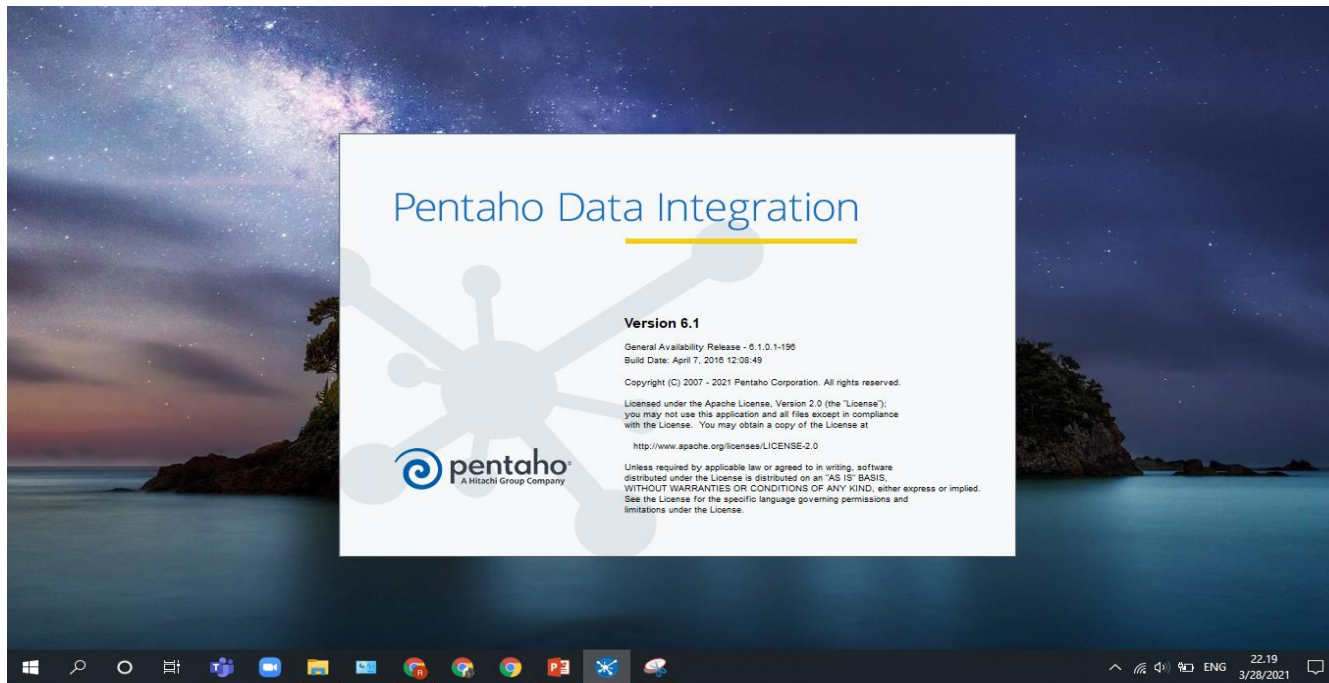 Pentaho Data Integration
Version 6.1
General Availability Release - 6.1.0.1-196
Build Date: April 7, 2016 12:08:49
Copyright (C) 2007 - 2021 Pentaho Corporation. All rights reserved.
Licensed under the Apache License, Version 2.0 (the "License");
you may not use this application and all files except in compliance
with the License. You may obtain a copy of the License at
http://www.apache.org/licenses/LICENSE-2.0
Unless required by applicable law or agreed to in writing, software
distributed under the License is distributed on an "AS IS" BASIS,
WITHOUT WARRANTIES OR CONDITIONS OF ANY KIND, either express or implied.
See the License for the specific language governing permissions and
limitations under the License.
pentaho
A Hitachi Group Company
ENG
22.19
3/28/2021